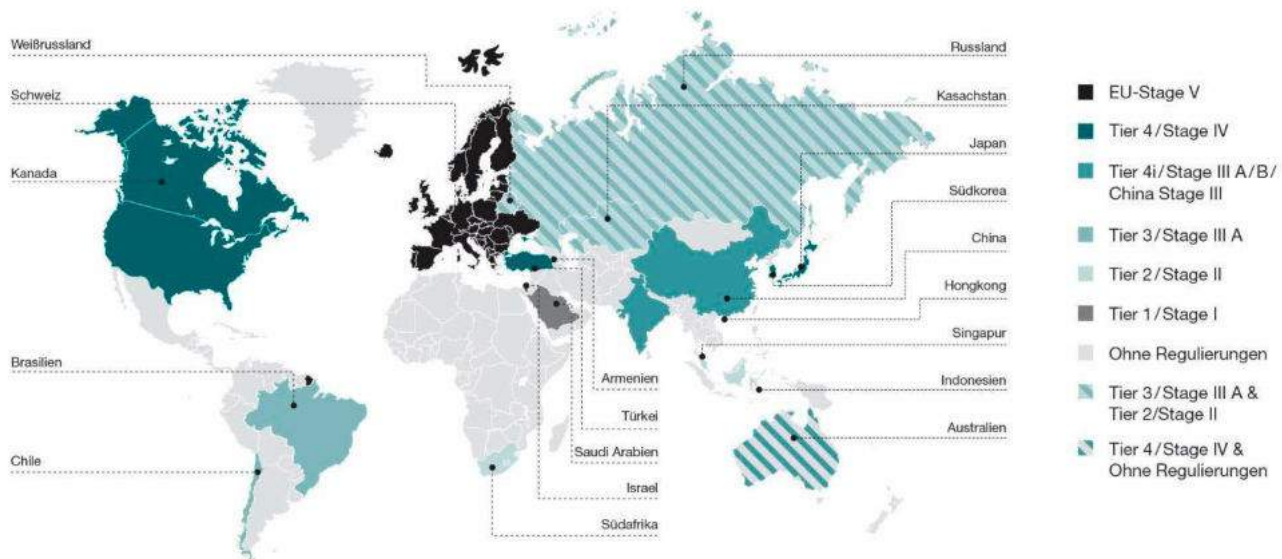 Weißrussland
Schweiz
Kanada
Brasilien
Chile
Armenien
Türkei
Saudi Arabien
Israel
Südafrika
Russland
Kasachstan
Japan
Südkorea
China
Hongkong
Singapur
Indonesien
Australien
EU-Stage V
Tier 4/Stage IV
Tier 4i/Stage III A/B/
China Stage III
Tier 3/Stage III A
Tier 2/Stage II
Tier 1/Stage I
Ohne Regulierungen
Tier 3/Stage III A &
Tier 2/Stage II
Tier 4/Stage IV &
Ohne Regulierungen